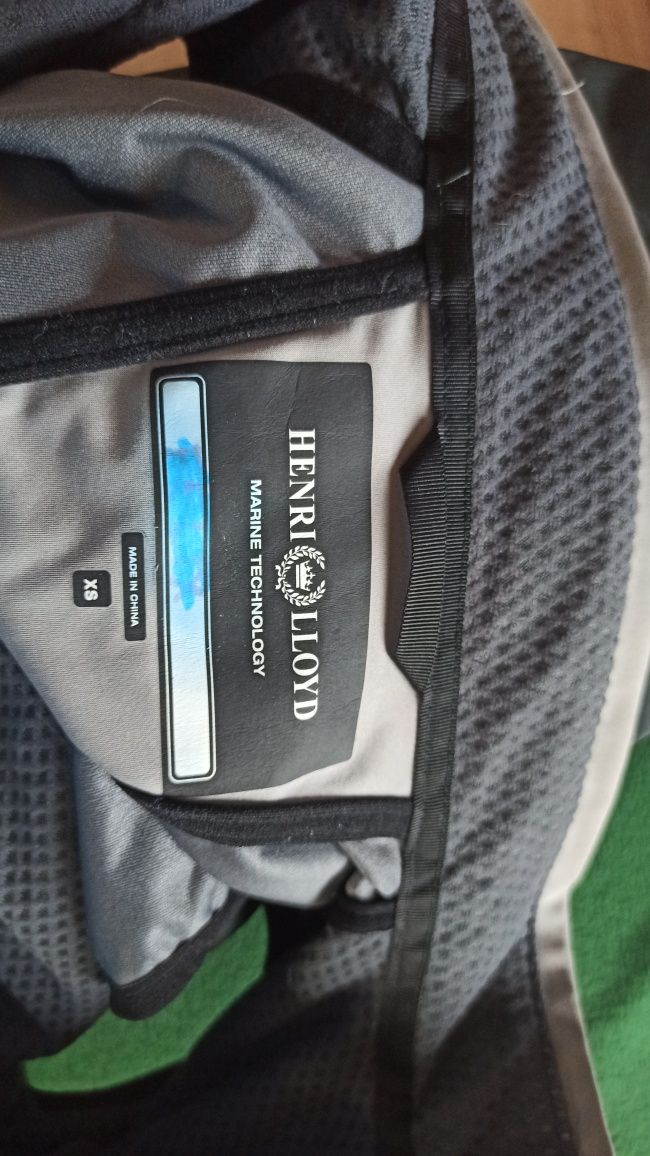 HENRI LLOYD
MARINE TECHNOLOGY
MADE IN CHINA
XS